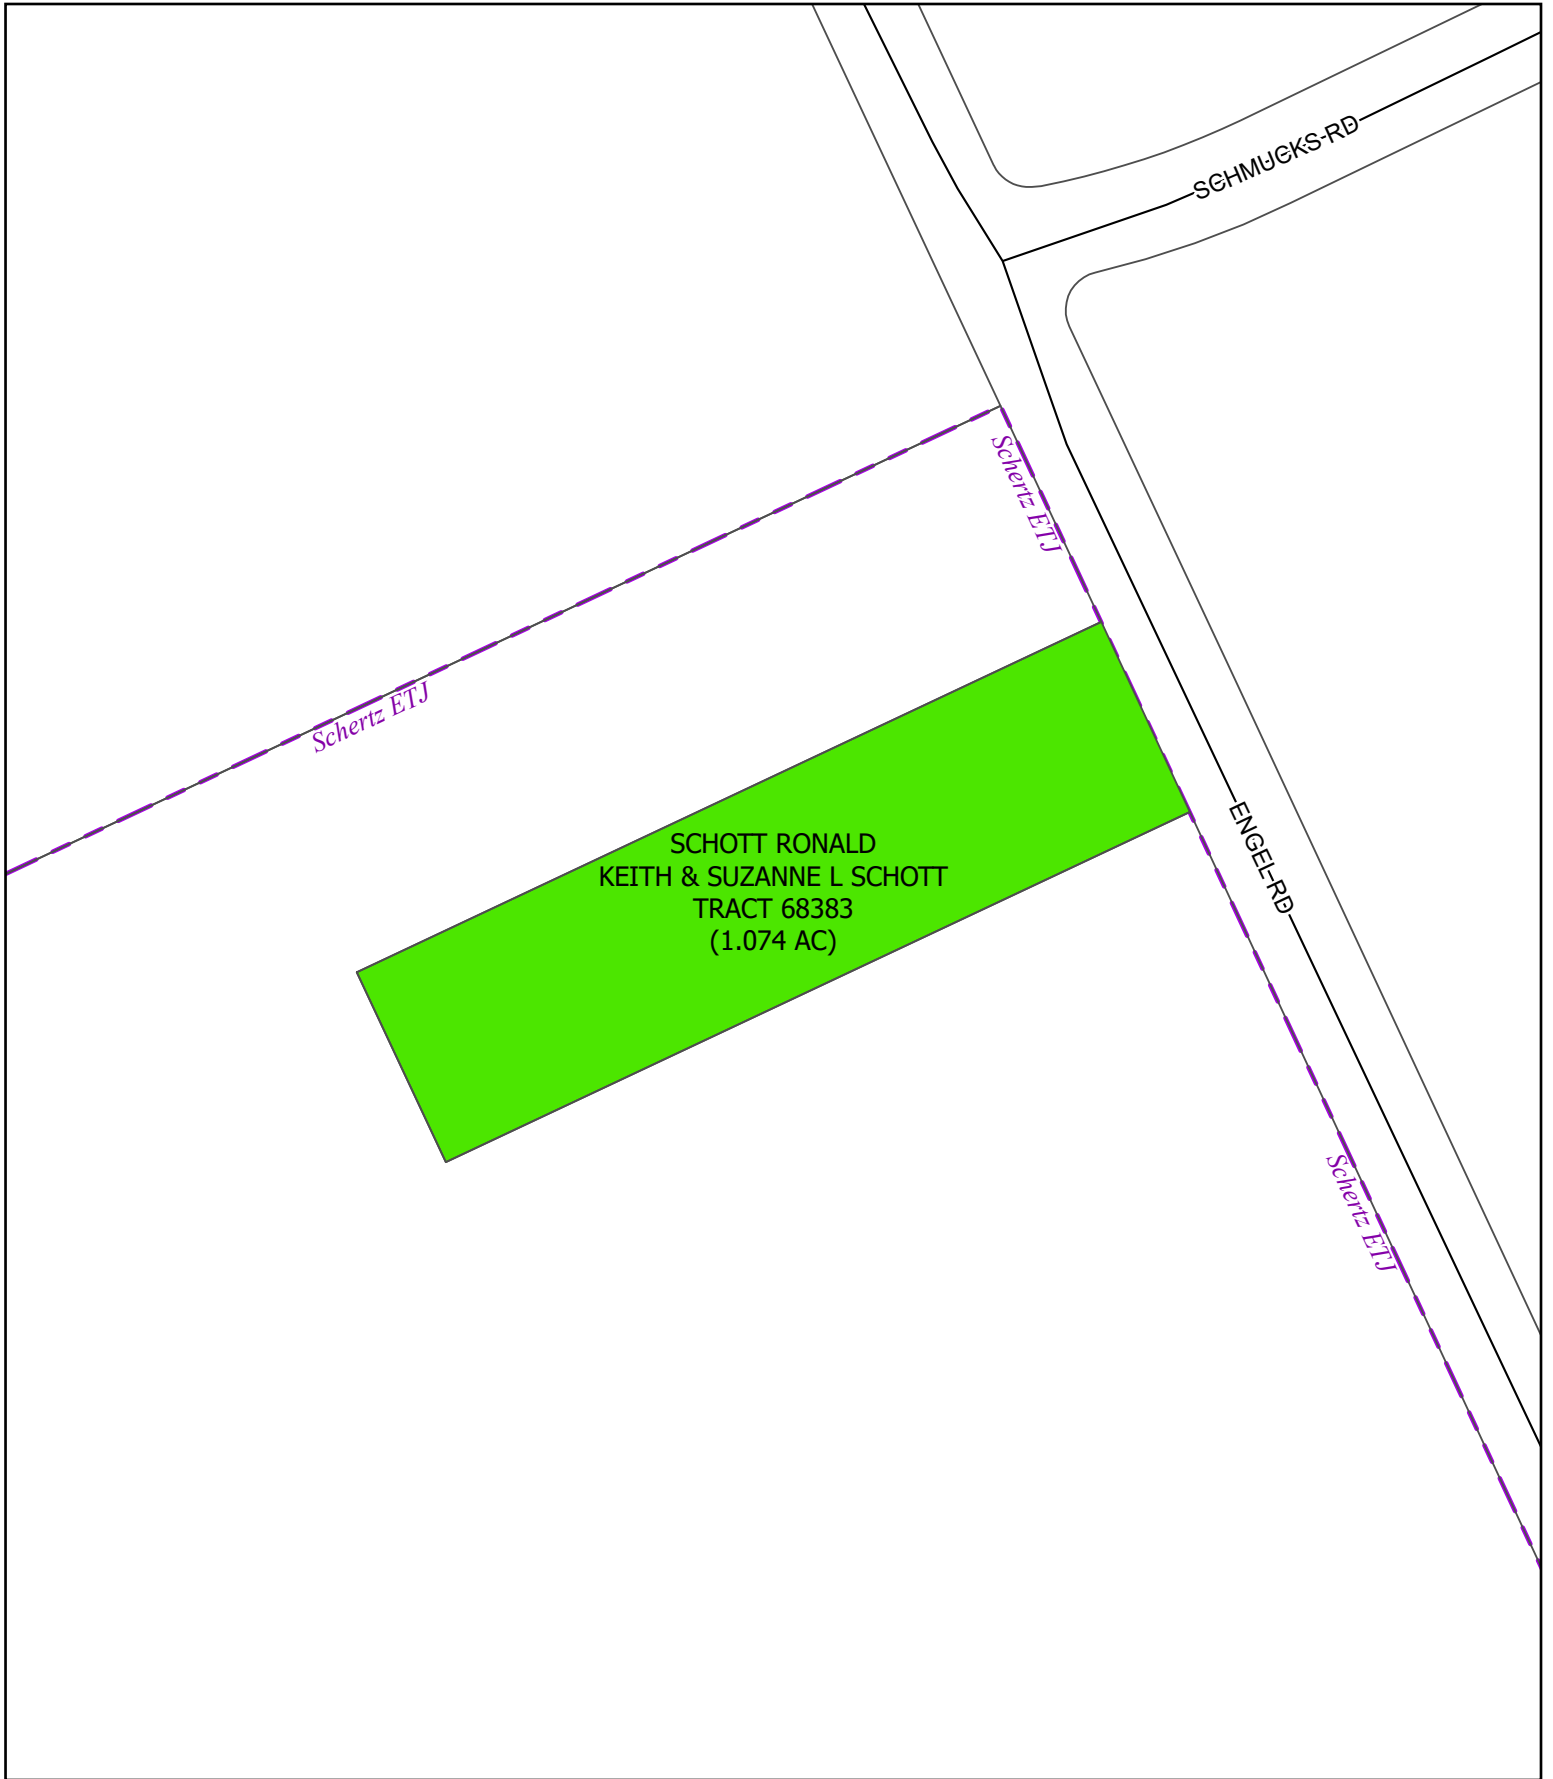 SCHMUCKS RD
Schertz ETJ
Schertz ETJ
SCHOTT RONALD
KEITH & SUZANNE L SCHOTT
TRACT 68383
(1.074 AC)
ENGEL RD
Schertz ETJ